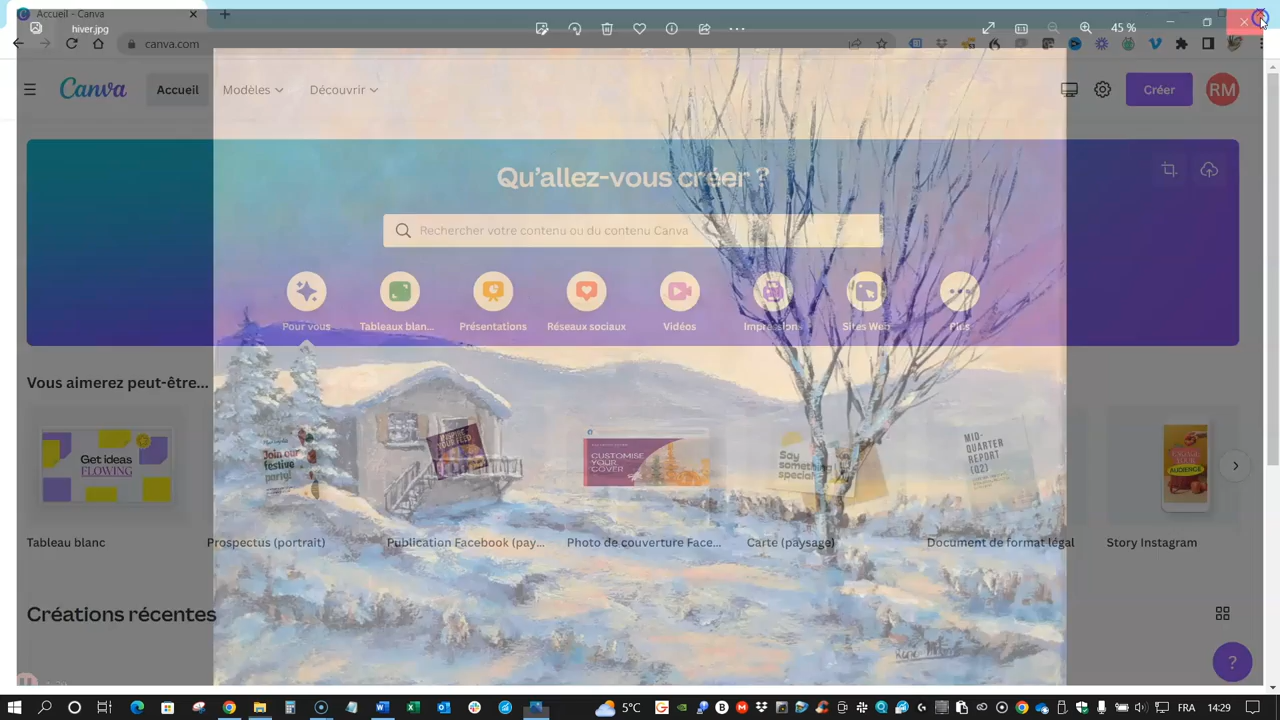 Accueil - Canva
hiver.jpg
45 %
canva.com
Canva
Accueil
Modèles
Découvrir
Créer
RM
Qu'allez-vous créer ?
Rechercher votre contenu ou du contenu Canva
Pour vous
Tableaux blan...
Présentations
Réseaux sociaux
Vidéos
Impression
Sites Web
Plus
Vous aimerez peut-être...
Get ideas
FLOWING
Join our
festive
party!
CUSTOMISE
YOUR
COVER
Say
something
special
MID-
QUARTER
REPORT
(Q2)
ENGAGE
YOUR
AUDIENCE
Tableau blanc
Prospectus (portrait)
Publication Facebook (pay...
Photo de couverture Face...
Carte (paysage)
Document de format légal
Story Instagram
Créations récentes
?
5°C
FRA
14:29